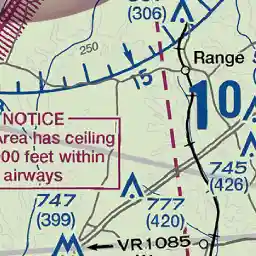 (306)
250
Range
15
10
NOTICE
Area has ceiling
00 feet within
airways
745
(426)
747
(399)
777
(420)
VR1085